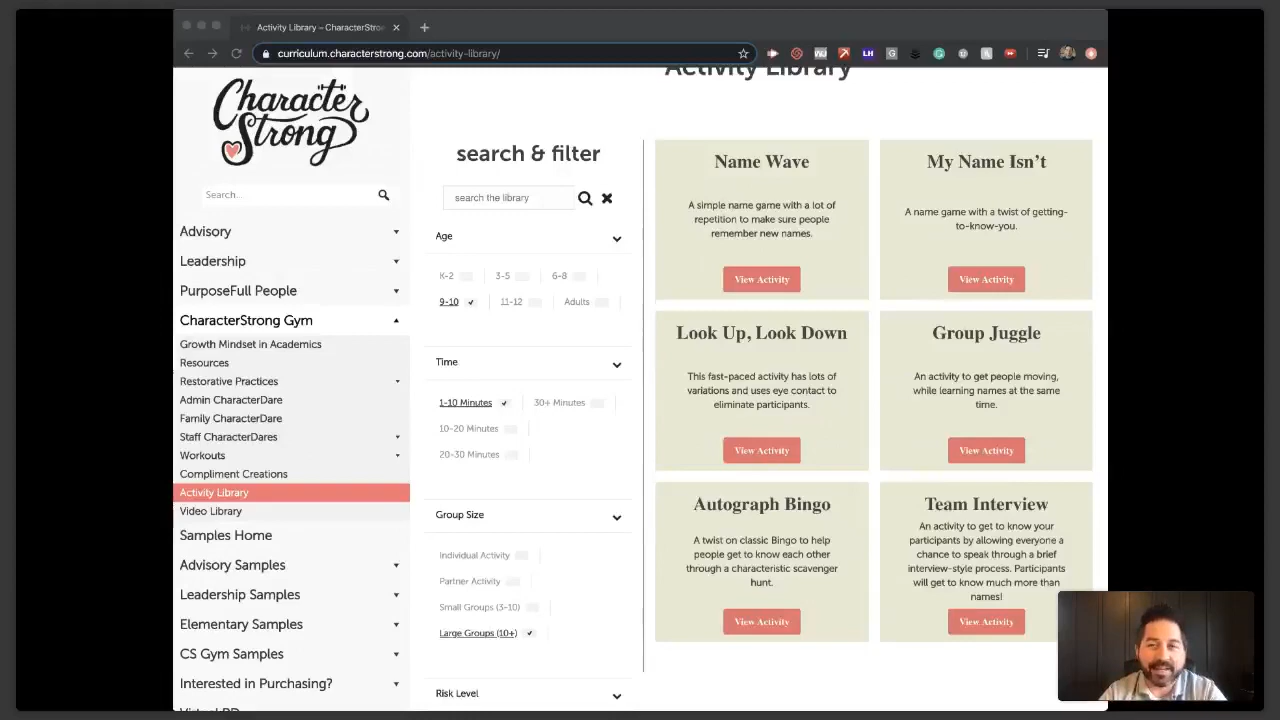 Activity Library – CharacterStro
curriculum.characterstrong.com/activity-library/
LH
Character
Strong
Search...
Advisory
Leadership
PurposeFull People
CharacterStrong Gym
Growth Mindset in Academics
Resources
Restorative Practices
Admin CharacterDare
Family CharacterDare
Staff CharacterDares
Workouts
Compliment Creations
Activity Library
Video Library
Samples Home
Advisory Samples
Leadership Samples
Elementary Samples
CS Gym Samples
Interested in Purchasing?
Virtual PD
search & filter
search the library
Age
K-2
3-5
6-8
9-10
11-12
Adults
Time
1-10 Minutes
30+ Minutes
10-20 Minutes
20-30 Minutes
Group Size
Individual Activity
Partner Activity
Small Groups (3-10)
Large Groups (10+)
Risk Level
Activity Library
Name Wave
A simple name game with a lot of
repetition to make sure people
remember new names.
View Activity
My Name Isn't
A name game with a twist of getting-
to-know-you.
View Activity
Look Up, Look Down
This fast-paced activity has lots of
variations and uses eye contact to
eliminate participants.
View Activity
Group Juggle
An activity to get people moving,
while learning names at the same
time.
View Activity
Autograph Bingo
A twist on classic Bingo to help
people get to know each other
through a characteristic scavenger
hunt.
View Activity
Team Interview
An activity to get to know your
participants by allowing everyone a
chance to speak through a brief
interview-style process. Participants
will get to know much more than
names!
View Activity